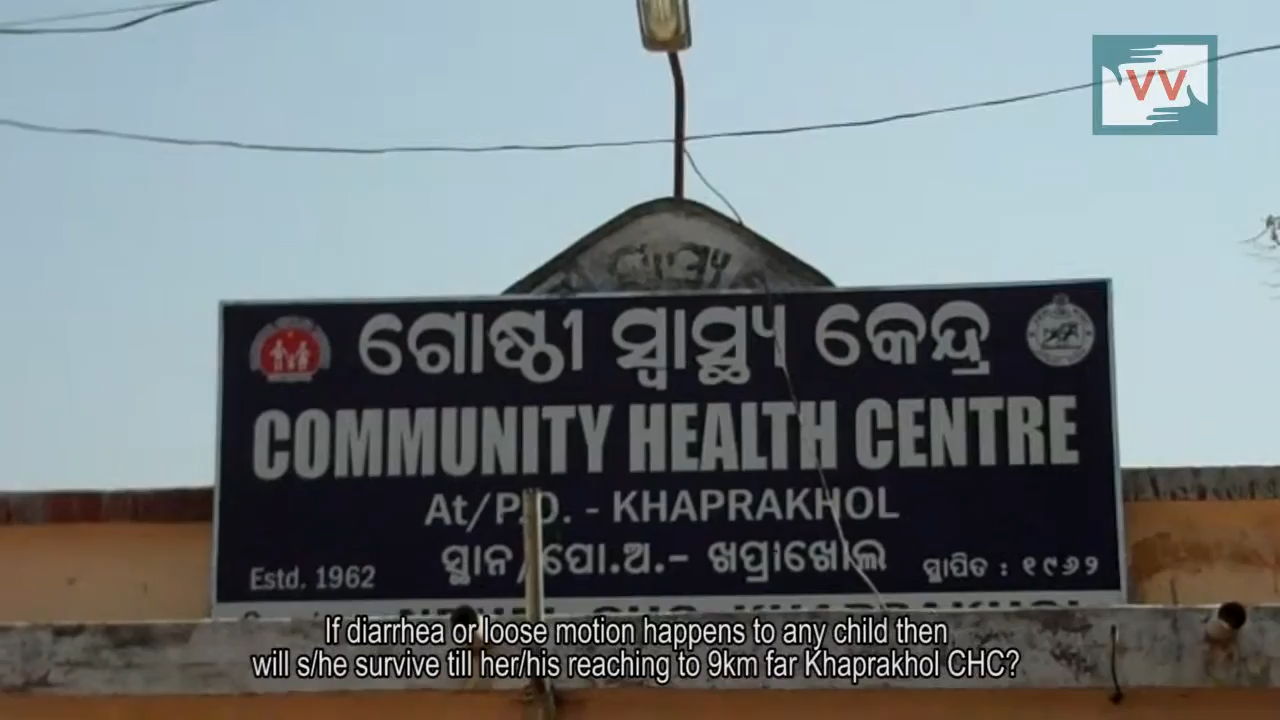 VV
ଗୋଷ୍ଠୀ ସ୍ୱାସ୍ଥ୍ୟ କେନ୍ଦ୍ର
COMMUNITY HEALTH CENTRE
At/P.O. - KHAPRAKHOL
ସ୍ଥାନ/ପୋ.ଅ.– ଖପ୍ରାଖୋଲ
Estd. 1962
ସ୍ଥାପିତ : ୧୯୬୨
If diarrhea or loose motion happens to any child then
will s/he survive till her/his reaching to 9km far Khaprakhol CHC?